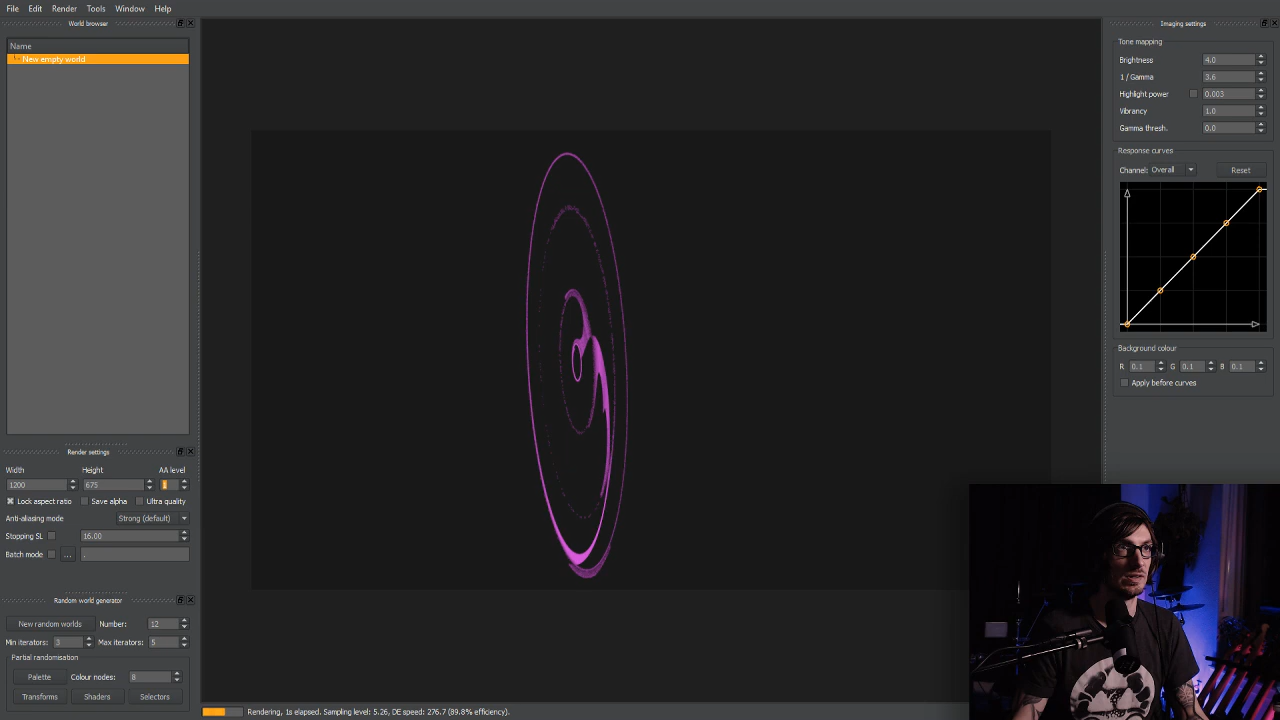 File Edit Render Tools Window Help
World browser
Name
New empty world
Render settings
Width Height AA level
1200 675
Lock aspect ratio Save alpha Ultra quality
Anti-aliasing mode Strong (default)
Stopping SL 16.00
Batch mode ... .
Random world generator
New random worlds Number: 12
Min iterators: 3 Max iterators: 5
Partial randomisation
Palette Colour nodes: 8
Transforms Shaders Selectors
Rendering, 1s elapsed. Sampling level: 5.26, DE speed: 276.7 (89.8% efficiency).
Imaging settings
Tone mapping
Brightness 4.0
1 / Gamma 3.6
Highlight power 0.003
Vibrancy 1.0
Gamma thresh. 0.0
Response curves
Channel: Overall Reset
Background colour
R 0.1 G 0.1 B 0.1
Apply before curves